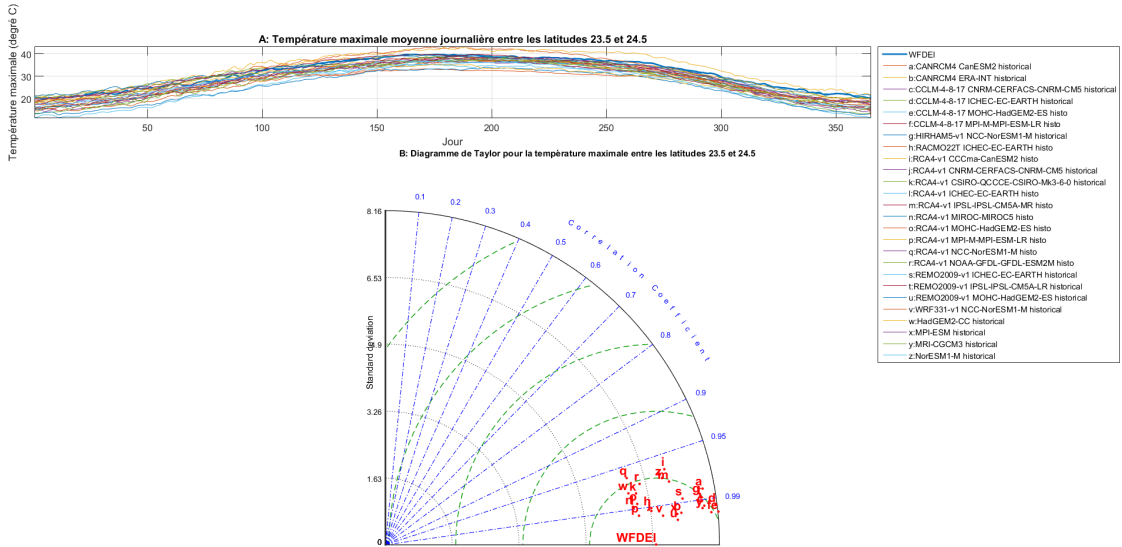 A: Température maximale moyenne journalière entre les latitudes 23.5 et 24.5
Température maximale (degré C)
40
30
20
50
100
150
200
250
300
350
Jour
WFDEI
a:CANRCM4 CanESM2 historical
b:CANRCM4 ERA-INT historical
c:CCLM-4-8-17 CNRM-CERFACS-CNRM-CM5 historical
d:CCLM-4-8-17 ICHEC-EC-EARTH historical
e:CCLM-4-8-17 MOHC-HadGEM2-ES histo
f:CCLM-4-8-17 MPI-M-MPI-ESM-LR histo
g:HIRHAM5-v1 NCC-NorESM1-M historical
h:RACMO22T ICHEC-EC-EARTH histo
i:RCA4-v1 CCCma-CanESM2 histo
j:RCA4-v1 CNRM-CERFACS-CNRM-CM5 historical
k:RCA4-v1 CSIRO-QCCCE-CSIRO-Mk3-6-0 historical
l:RCA4-v1 ICHEC-EC-EARTH histo
m:RCA4-v1 IPSL-IPSL-CM5A-MR histo
n:RCA4-v1 MIROC-MIROC5 histo
o:RCA4-v1 MOHC-HadGEM2-ES histo
p:RCA4-v1 MPI-M-MPI-ESM-LR histo
q:RCA4-v1 NCC-NorESM1-M histo
r:RCA4-v1 NOAA-GFDL-GFDL-ESM2M histo
s:REMO2009-v1 ICHEC-EC-EARTH historical
t:REMO2009-v1 IPSL-IPSL-CM5A-LR historical
u:REMO2009-v1 MOHC-HadGEM2-ES historical
v:WRF331-v1 NCC-NorESM1-M historical
w:HadGEM2-CC historical
x:MPI-ESM historical
y:MRI-CGCM3 historical
z:NorESM1-M historical
B: Diagramme de Taylor pour la température maximale entre les latitudes 23.5 et 24.5
Standard deviation
8.16
6.53
4.9
3.26
1.63
0
0.1
0.2
0.3
0.4
0.5
0.6
0.7
0.8
0.9
0.95
0.99
Correlation Coefficient
i
q
r
z
m
a
w
k
g
s
d
h
p
v
WFDEI